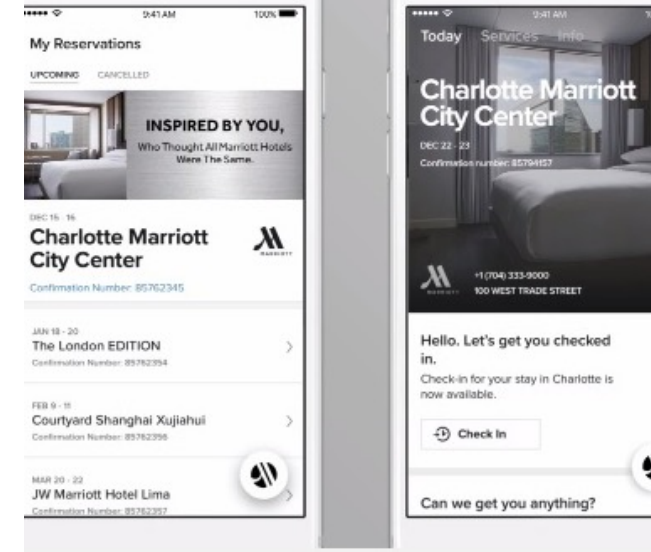 9:41 AM
100%
My Reservations
UPCOMING
CANCELLED
INSPIRED BY YOU,
Who Thought All Marriott Hotels
Were The Same.
DEC 15 - 16
Charlotte Marriott
City Center
MARRIOTT
Confirmation Number: 85762345
JAN 18 - 20
The London EDITION
Confirmation Number: 85762354
FEB 9 - 11
Courtyard Shanghai Xujiahui
Confirmation Number: 85762356
MAR 20 - 22
JW Marriott Hotel Lima
Confirmation Number: 85762357
9:41 AM
Today Services Info
Charlotte Marriott
City Center
DEC 22 - 23
Confirmation number: 85794157
MARRIOTT
+1 (704) 333-9000
100 WEST TRADE STREET
Hello. Let's get you checked
in.
Check-in for your stay in Charlotte is
now available.
Check In
Can we get you anything?